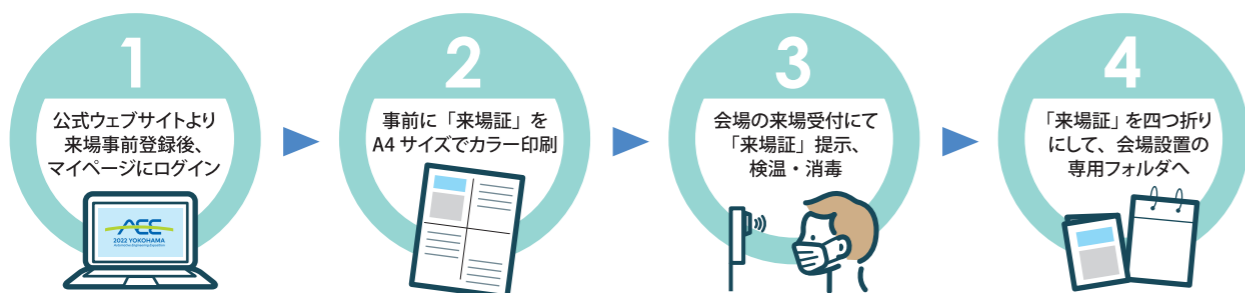 1
公式ウェブサイトより
来場事前登録後、
マイページにログイン
AEE
2022 YOKOHAMA
Automotive Engineering Exposition
2
事前に「来場証」を
A4 サイズでカラー印刷
3
会場の来場受付にて
「来場証」提示、
検温・消毒
4
「来場証」を四つ折り
にして、会場設置の
専用フォルダへ